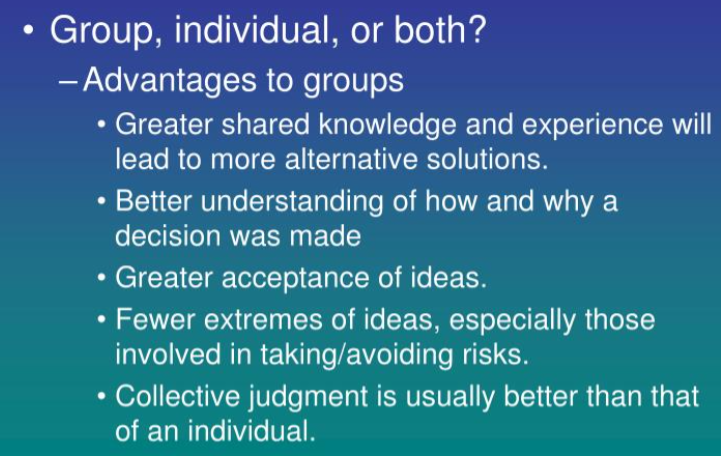 • Group, individual, or both?
– Advantages to groups
• Greater shared knowledge and experience will
lead to more alternative solutions.
• Better understanding of how and why a
decision was made
• Greater acceptance of ideas.
• Fewer extremes of ideas, especially those
involved in taking/avoiding risks.
• Collective judgment is usually better than that
of an individual.